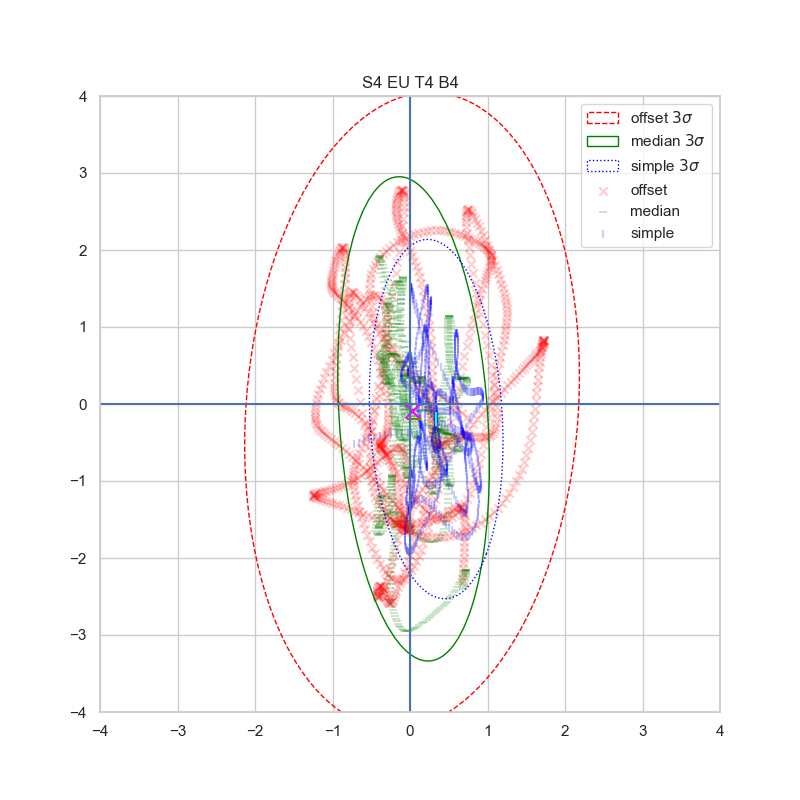 S4 EU T4 B4
offset 3σ
median 3σ
simple 3σ
offset
median
simple
4
3
2
1
0
−1
−2
−3
−4
−4 −3 −2 −1 0 1 2 3 4